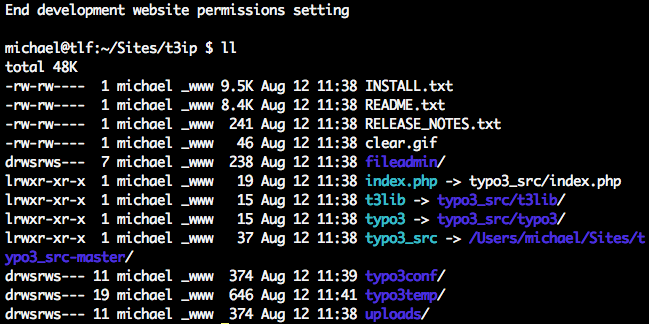 End development website permissions setting
michael@tlf:~/Sites/t3ip $ ll
total 48K
-rw-rw----  1 michael _www 9.5K Aug 12 11:38 INSTALL.txt
-rw-rw----  1 michael _www 8.4K Aug 12 11:38 README.txt
-rw-rw----  1 michael _www  241 Aug 12 11:38 RELEASE_NOTES.txt
-rw-rw----  1 michael _www   46 Aug 12 11:38 clear.gif
drwsrws---  7 michael _www  238 Aug 12 11:38 fileadmin/
lrwxr-xr-x  1 michael _www   19 Aug 12 11:38 index.php -> typo3_src/index.php
lrwxr-xr-x  1 michael _www   15 Aug 12 11:38 t3lib -> typo3_src/t3lib/
lrwxr-xr-x  1 michael _www   15 Aug 12 11:38 typo3 -> typo3_src/typo3/
lrwxr-xr-x  1 michael _www   37 Aug 12 11:38 typo3_src -> /Users/michael/Sites/t
ypo3_src-master/
drwsrws--- 11 michael _www  374 Aug 12 11:39 typo3conf/
drwsrws--- 19 michael _www  646 Aug 12 11:41 typo3temp/
drwsrws--- 11 michael _www  374 Aug 12 11:38 uploads/